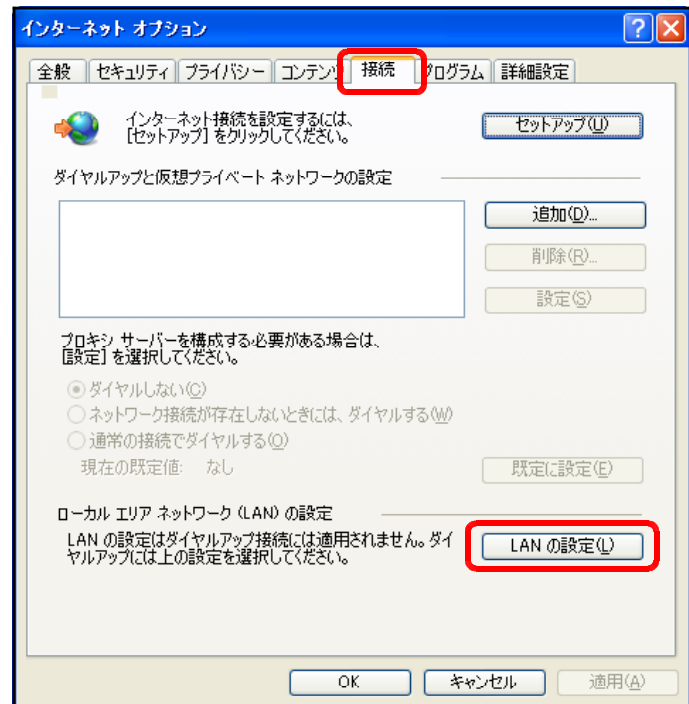 インターネット オプション
全般 セキュリティ プライバシー コンテンツ 接続 プログラム 詳細設定
インターネット接続を設定するには、
[セットアップ] をクリックしてください。
セットアップ(U)
ダイヤルアップと仮想プライベート ネットワークの設定
追加(D)...
削除(R)...
設定(S)
プロキシ サーバーを構成する必要がある場合は、
[設定] を選択してください。
ダイヤルしない(C)
ネットワーク接続が存在しないときには、ダイヤルする(W)
通常の接続でダイヤルする(O)
現在の既定値: なし
既定に設定(E)
ローカル エリア ネットワーク (LAN) の設定
LAN の設定はダイヤルアップ接続には適用されません。ダイ
ヤルアップには上の設定を選択してください。
LAN の設定(L)
OK キャンセル 適用(A)